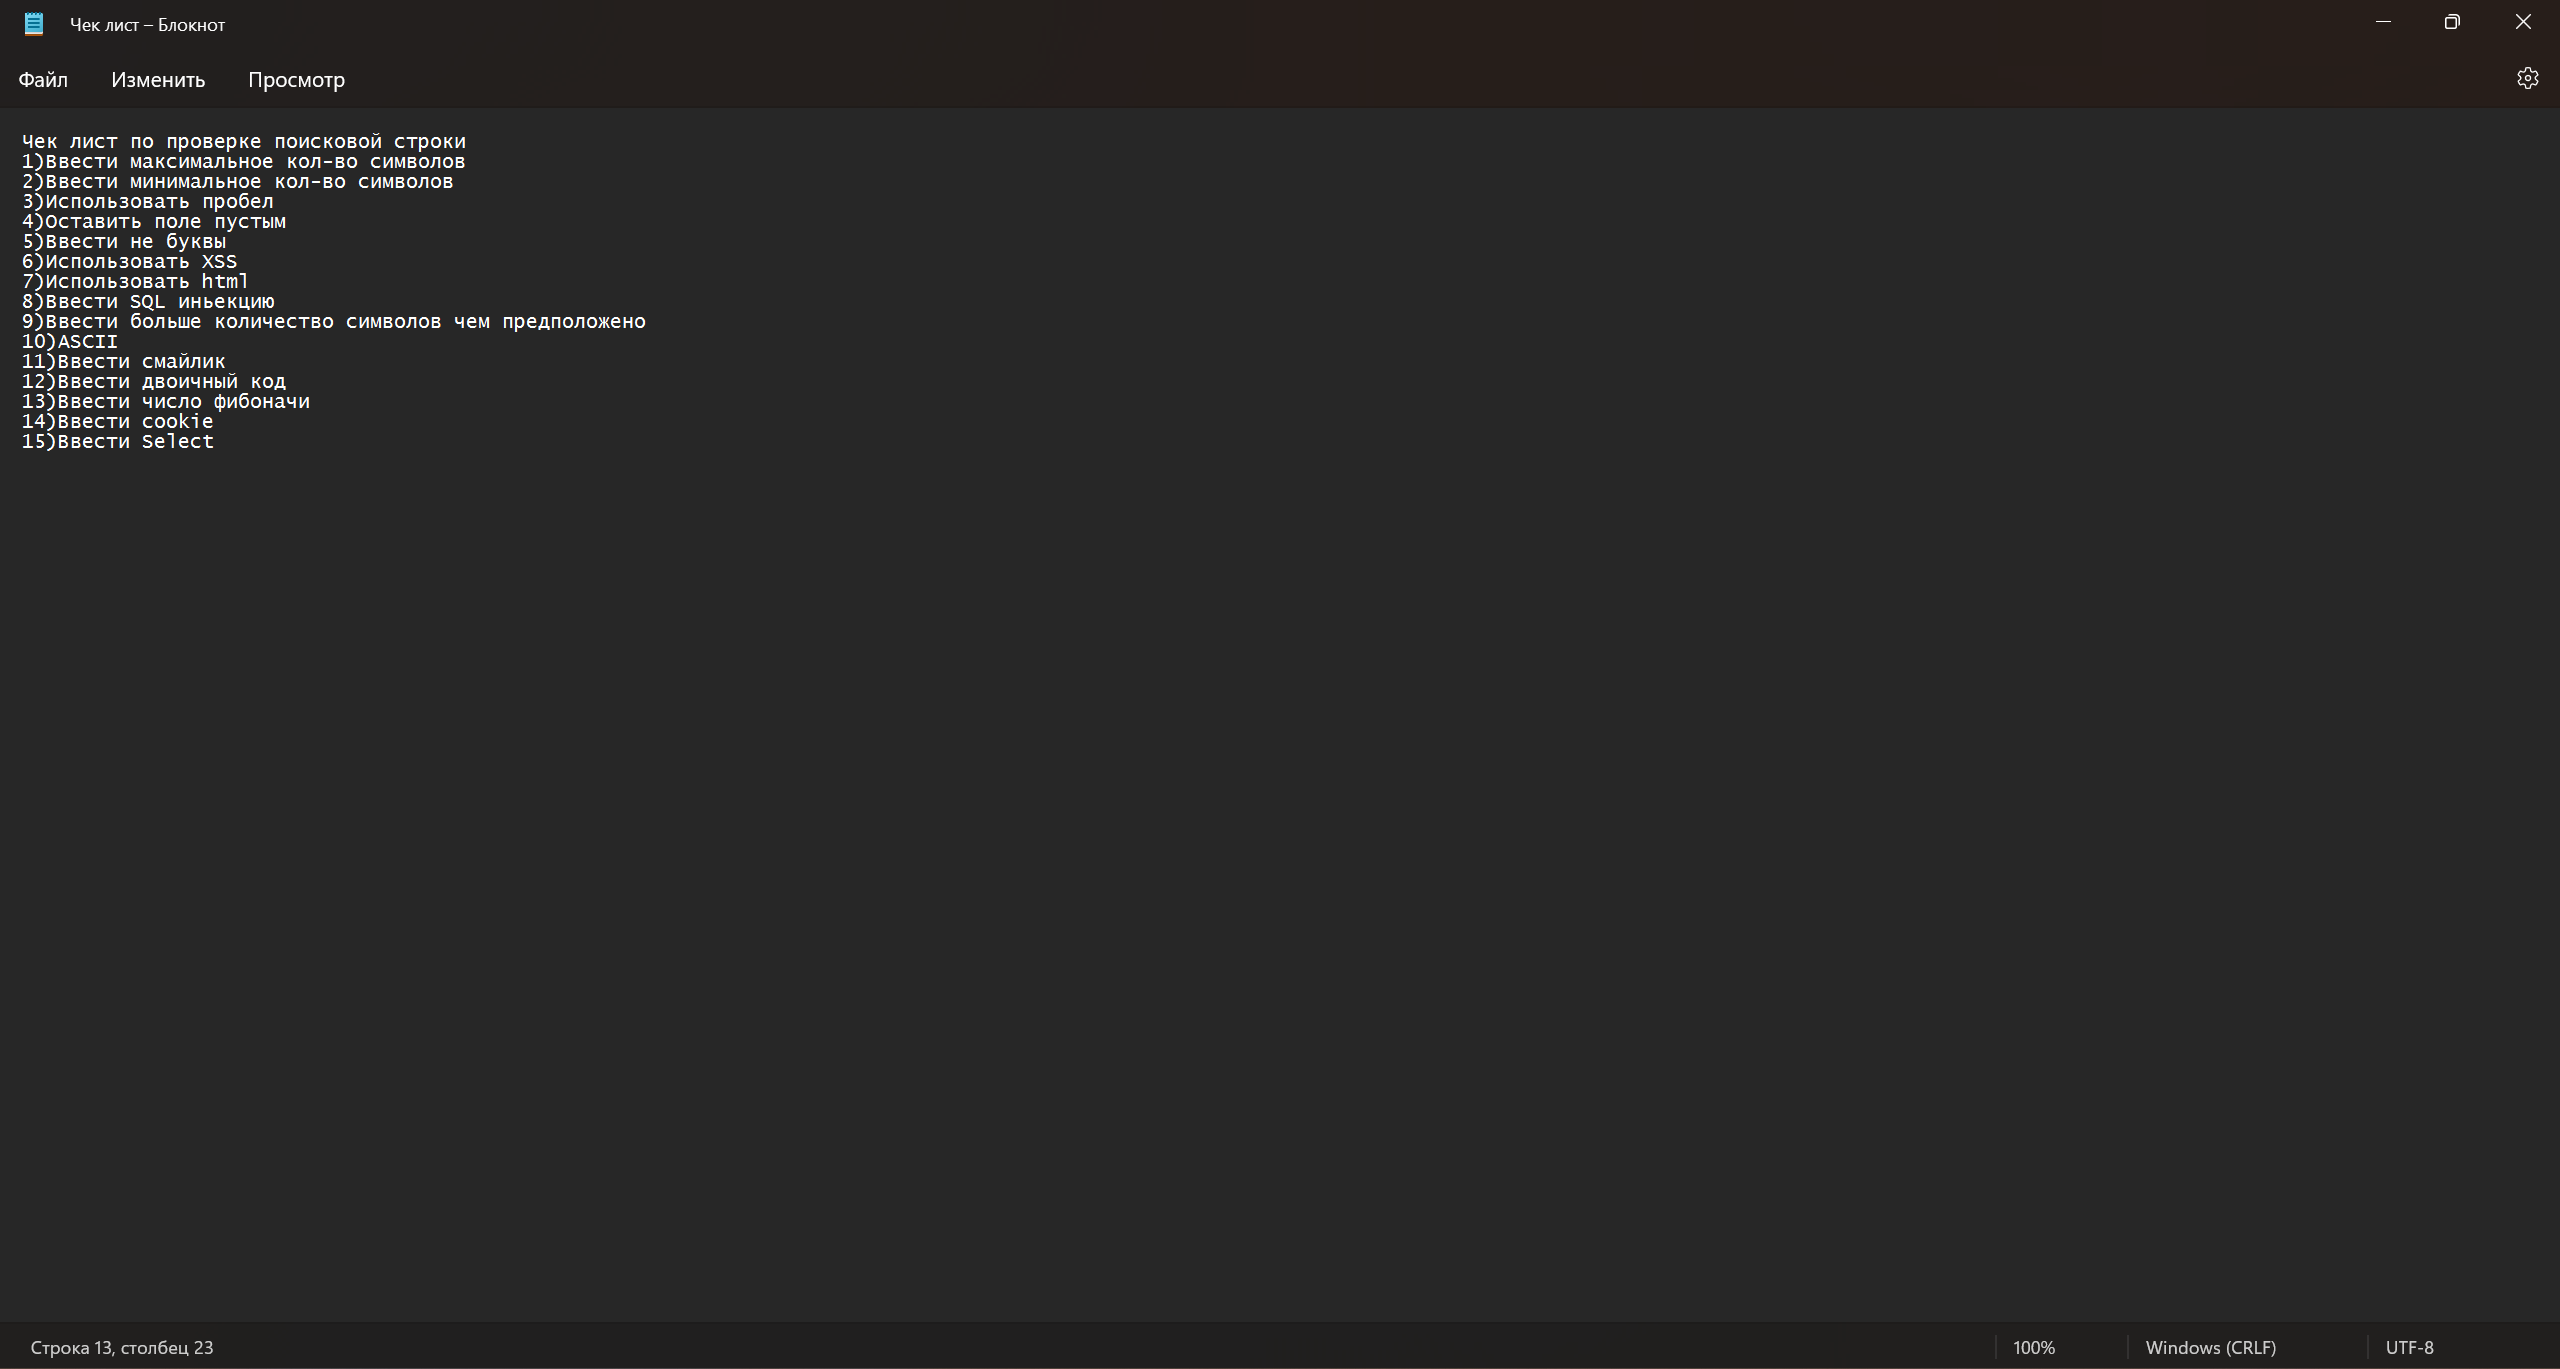 Чек лист – Блокнот
Файл Изменить Просмотр
Чек лист по проверке поисковой строки
1)Ввести максимальное кол-во символов
2)Ввести минимальное кол-во символов
3)Использовать пробел
4)Оставить поле пустым
5)Ввести не буквы
6)Использовать XSS
7)Использовать html
8)Ввести SQL иньекцию
9)Ввести больше количество символов чем предположено
10)ASCII
11)Ввести смайлик
12)Ввести двоичный код
13)Ввести число фибоначи
14)Ввести cookie
15)Ввести Select
Строка 13, столбец 23 100% Windows (CRLF) UTF-8